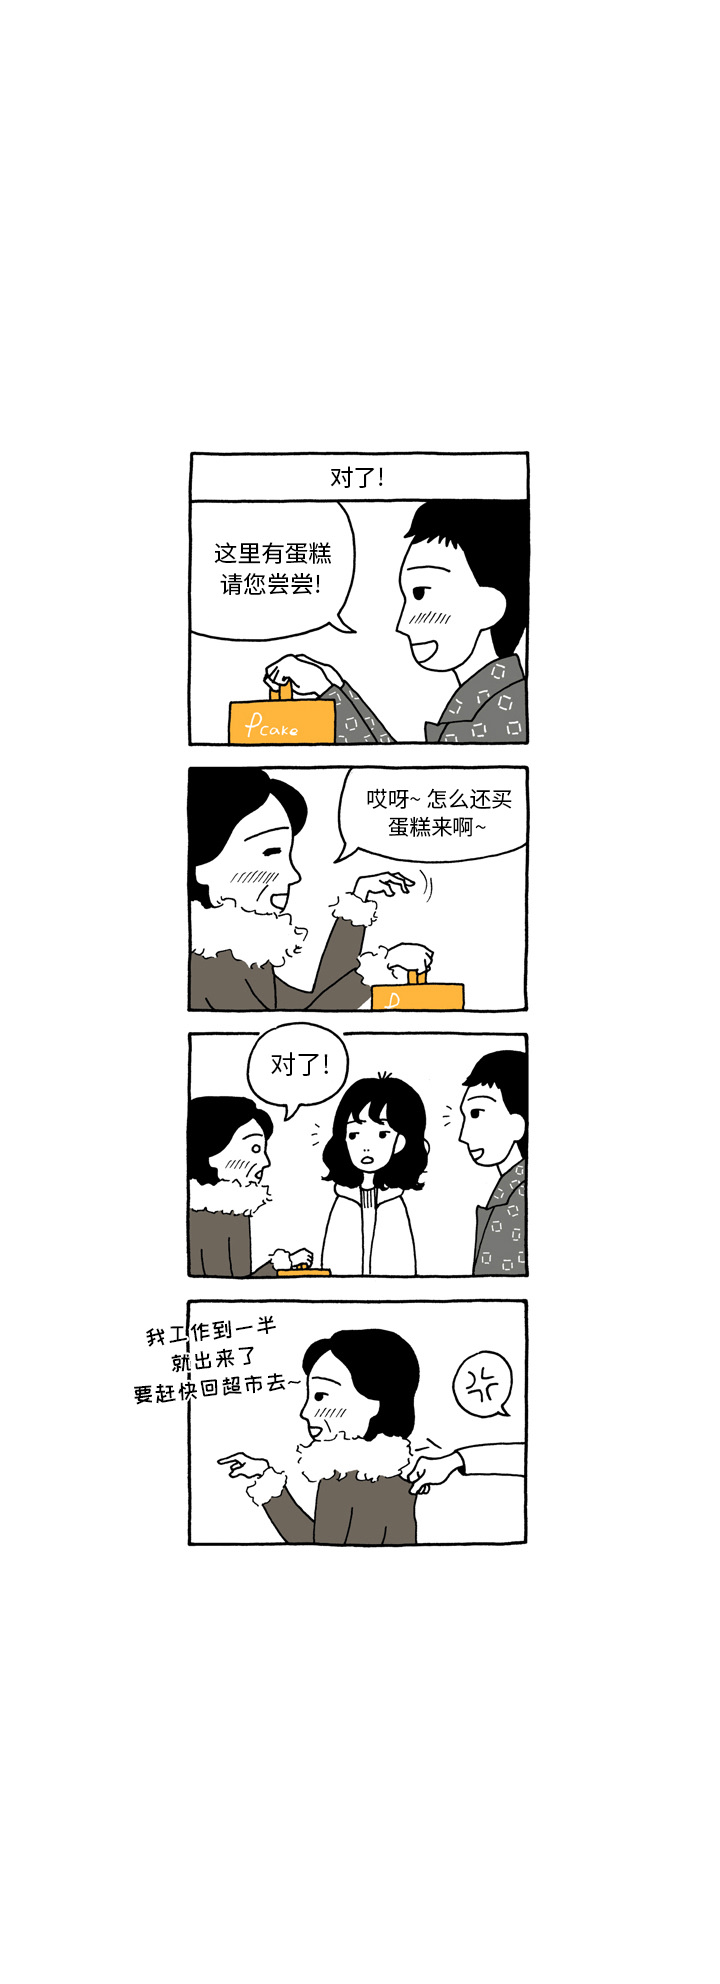 对了!
这里有蛋糕
请您尝尝!
Pcake
哎呀~ 怎么还买
蛋糕来啊~
P
对了!
我工作到一半
就出来了
要赶快回超市去~